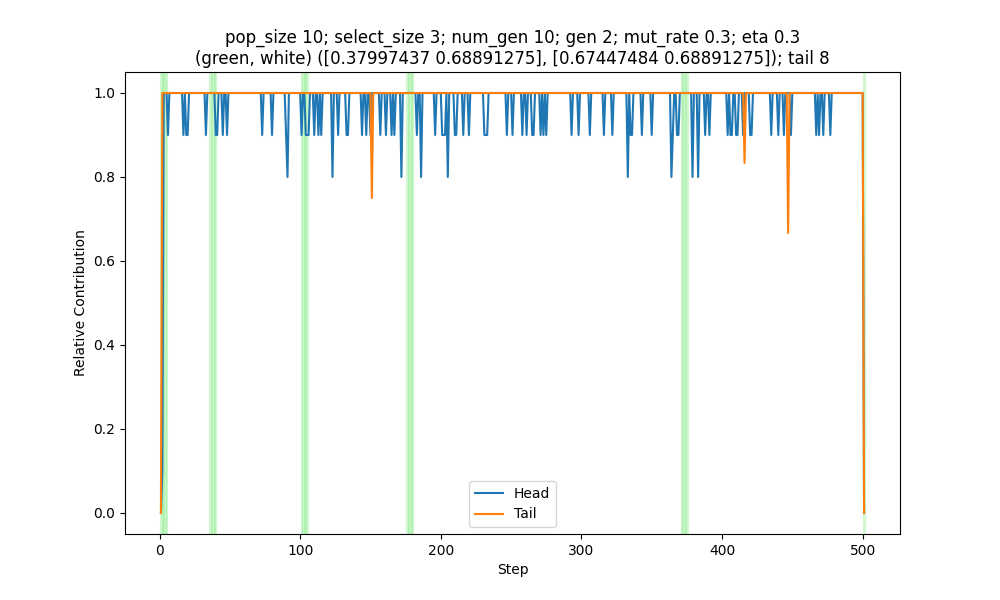 pop_size 10; select_size 3; num_gen 10; gen 2; mut_rate 0.3; eta 0.3
(green, white) ([0.37997437 0.68891275], [0.67447484 0.68891275]); tail 8
1.0
0.8
0.6
0.4
0.2
0.0
Relative Contribution
Head
Tail
0
100
200
300
400
500
Step